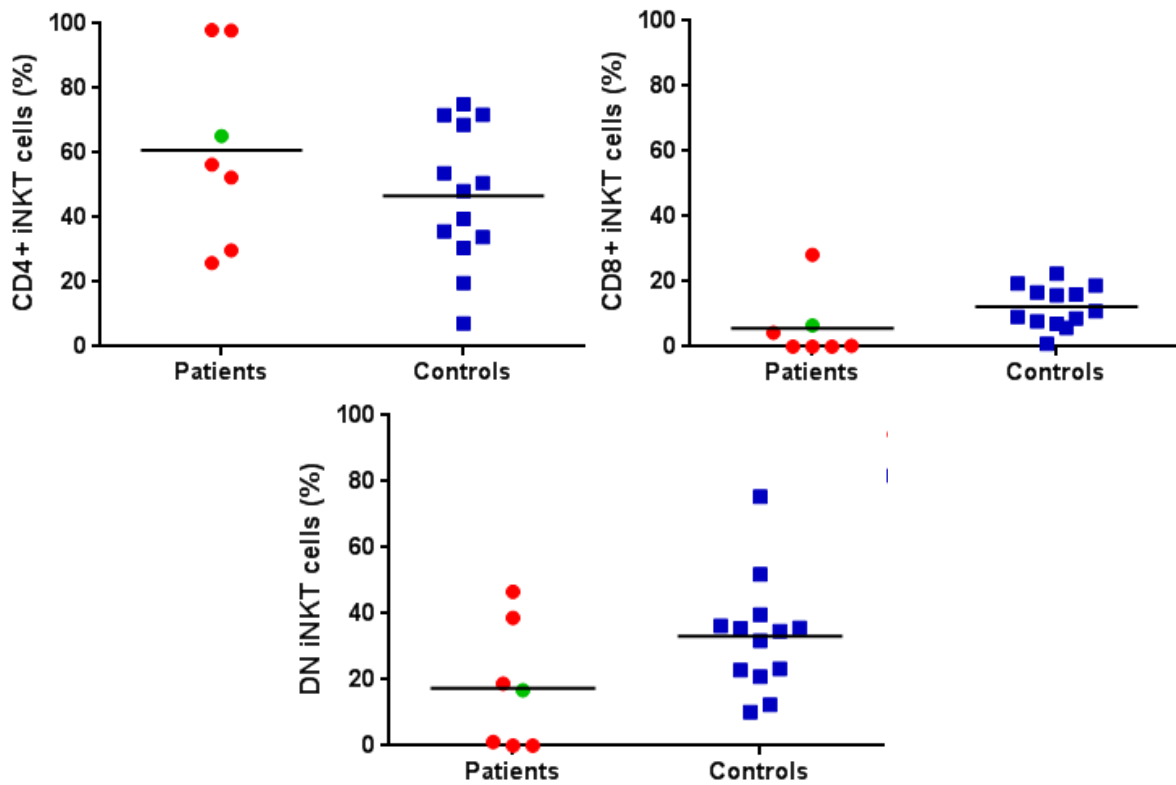 CD4+ iNKT cells (%)
100
80
60
40
20
0
Patients
Controls
CD8+ iNKT cells (%)
100
80
60
40
20
0
Patients
Controls
DN iNKT cells (%)
100
80
60
40
20
0
Patients
Controls